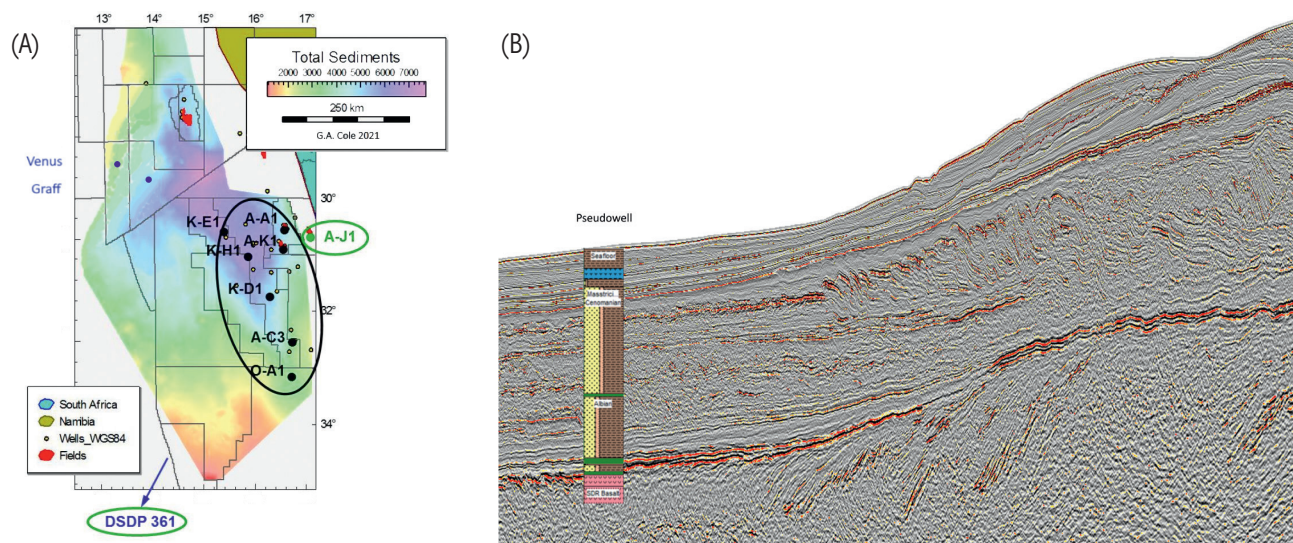 (A)
13° 14° 15° 16° 17°
Total Sediments
2000 3000 4000 5000 6000 7000
250 km
G.A. Cole 2021
Venus
Graff
30°
K-E1
A-A1
A-J1
A-K1
K-H1
K-D1
32°
A-C3
O-A1
South Africa
Namibia
Wells_WGS84
Fields
34°
DSDP 361
(B)
Pseudowell
Seafloor
Cenomanian
Albian
SDR Basalt